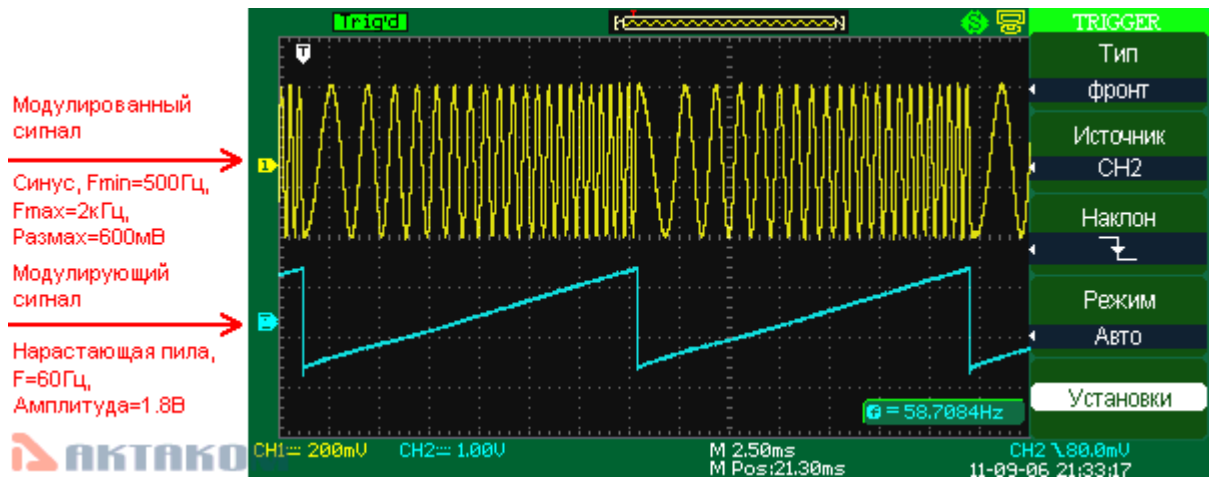 Trig'd
TRIGGER
Тип
фронт
Источник
CH2
Наклон
Режим
Авто
Установки
Модулированный
сигнал
Синус, Fmin=500Гц,
Fmax=2кГц,
Размах=600мВ
Модулирующий
сигнал
Нарастающая пила,
F=60Гц,
Амплитуда=1.8В
T
1
f = 58.7084Hz
CH1 200mV
CH2 1.00V
M 2.50ms
M Pos:21.30ms
CH2 80.0mV
11-09-06 21:33:17
АКТАКО